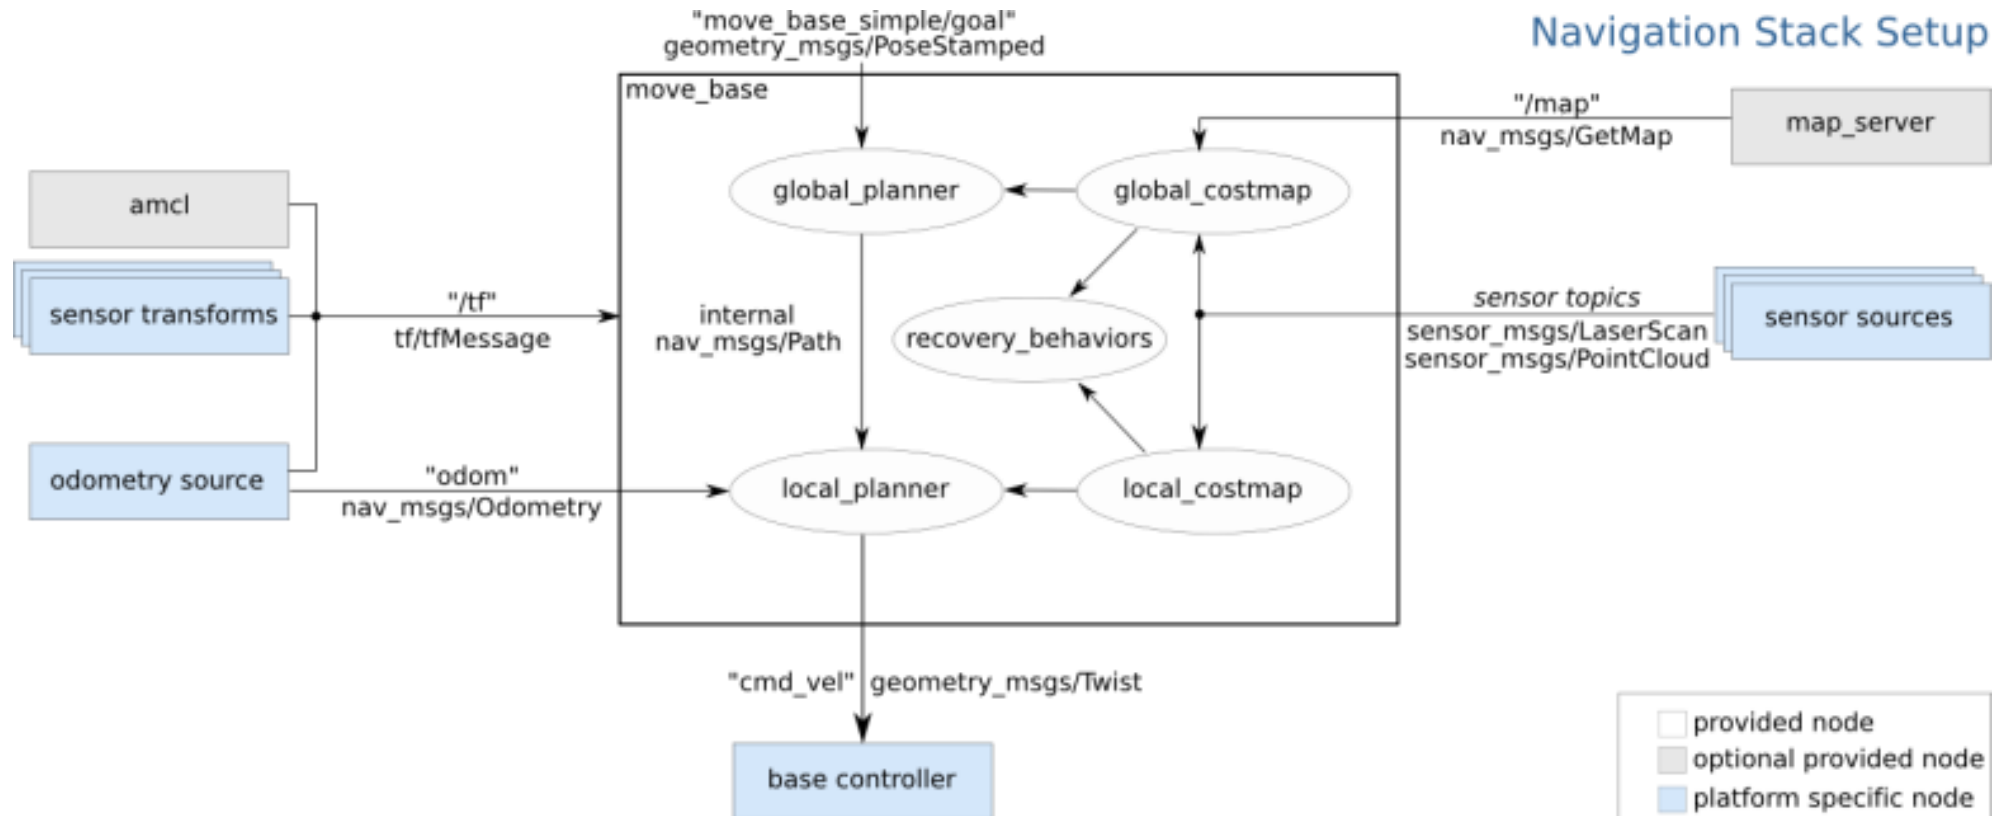 "move_base_simple/goal"
geometry_msgs/PoseStamped
Navigation Stack Setup
move_base
"/map"
nav_msgs/GetMap
map_server
global_planner
global_costmap
amcl
sensor transforms
"/tf"
tf/tfMessage
internal
nav_msgs/Path
recovery_behaviors
sensor topics
sensor_msgs/LaserScan
sensor_msgs/PointCloud
sensor sources
odometry source
"odom"
nav_msgs/Odometry
local_planner
local_costmap
"cmd_vel" geometry_msgs/Twist
base controller
provided node
optional provided node
platform specific node